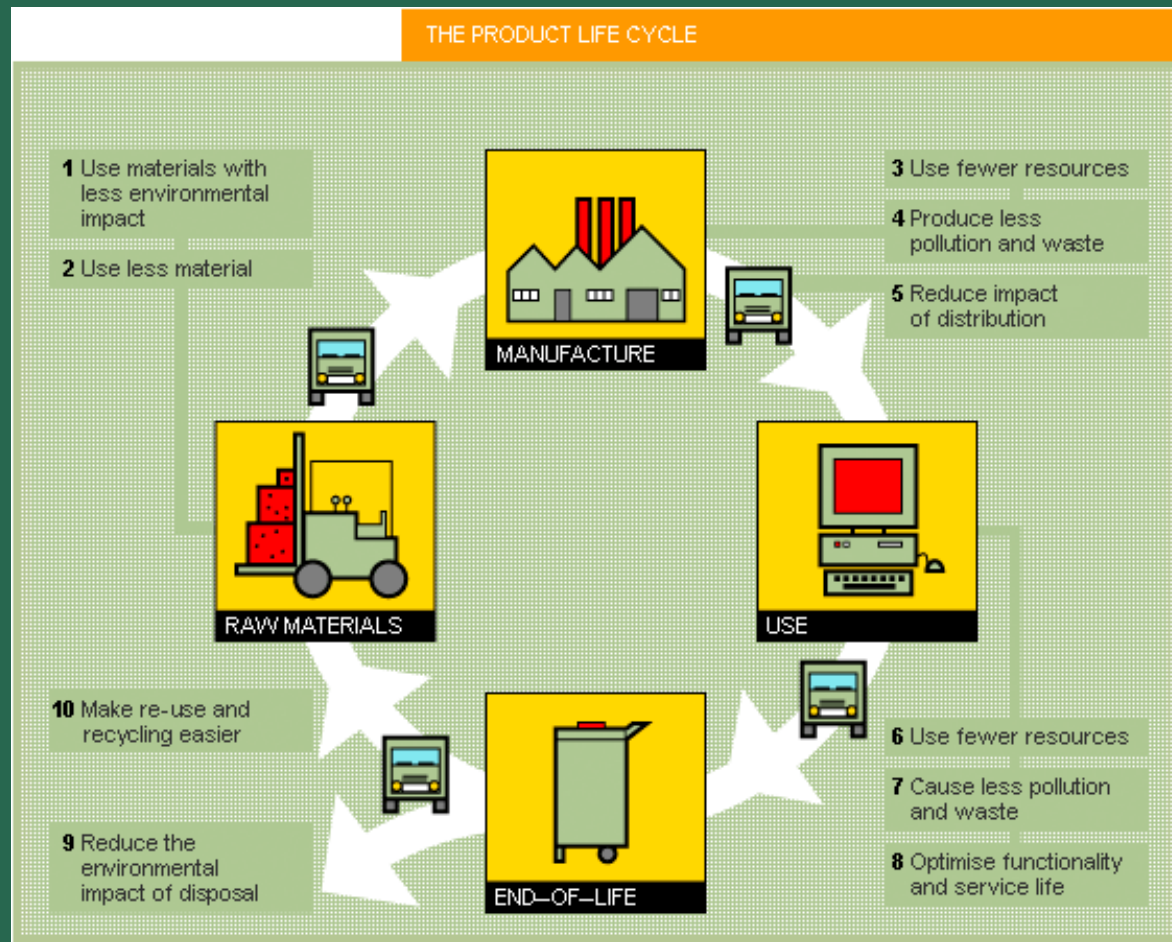 THE PRODUCT LIFE CYCLE
1 Use materials with
less environmental
impact
2 Use less material
MANUFACTURE
3 Use fewer resources
4 Produce less
pollution and waste
5 Reduce impact
of distribution
RAW MATERIALS
USE
10 Make re-use and
recycling easier
9 Reduce the
environmental
impact of disposal
END–OF–LIFE
6 Use fewer resources
7 Cause less pollution
and waste
8 Optimise functionality
and service life